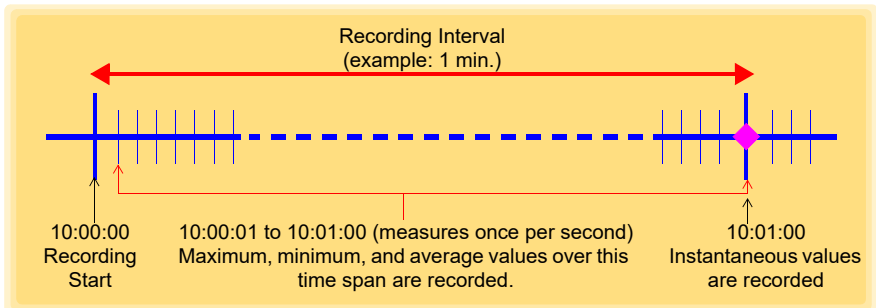 Recording Interval
(example: 1 min.)
10:00:00
Recording
Start
10:00:01 to 10:01:00 (measures once per second)
Maximum, minimum, and average values over this
time span are recorded.
10:01:00
Instantaneous values
are recorded